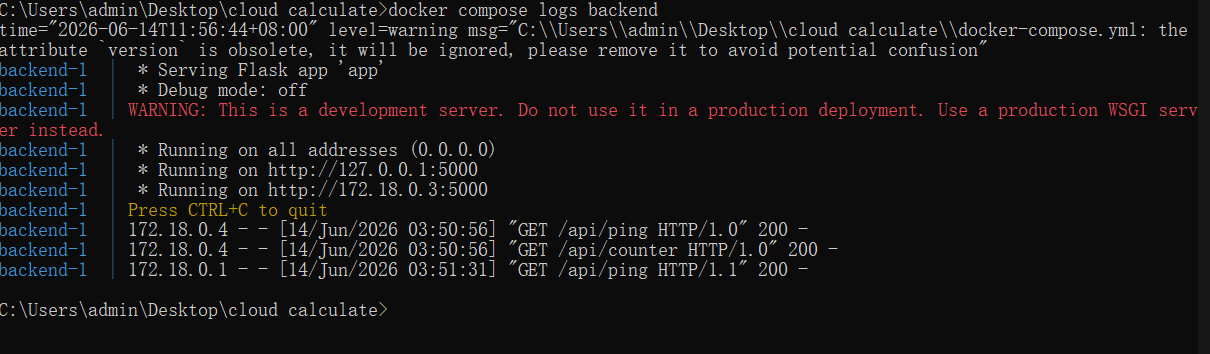 C:\Users\admin\Desktop\cloud calculate>docker compose logs backend
time="2026-06-14T11:56:44+08:00" level=warning msg="C:\\Users\\admin\\Desktop\\cloud calculate\\docker-compose.yml: the
attribute `version` is obsolete, it will be ignored, please remove it to avoid potential confusion"
backend-1  |  * Serving Flask app 'app'
backend-1  |  * Debug mode: off
backend-1  | WARNING: This is a development server. Do not use it in a production deployment. Use a production WSGI serv
er instead.
backend-1  |  * Running on all addresses (0.0.0.0)
backend-1  |  * Running on http://127.0.0.1:5000
backend-1  |  * Running on http://172.18.0.3:5000
backend-1  | Press CTRL+C to quit
backend-1  | 172.18.0.4 - - [14/Jun/2026 03:50:56] "GET /api/ping HTTP/1.0" 200 -
backend-1  | 172.18.0.4 - - [14/Jun/2026 03:50:56] "GET /api/counter HTTP/1.0" 200 -
backend-1  | 172.18.0.1 - - [14/Jun/2026 03:51:31] "GET /api/ping HTTP/1.1" 200 -
C:\Users\admin\Desktop\cloud calculate>